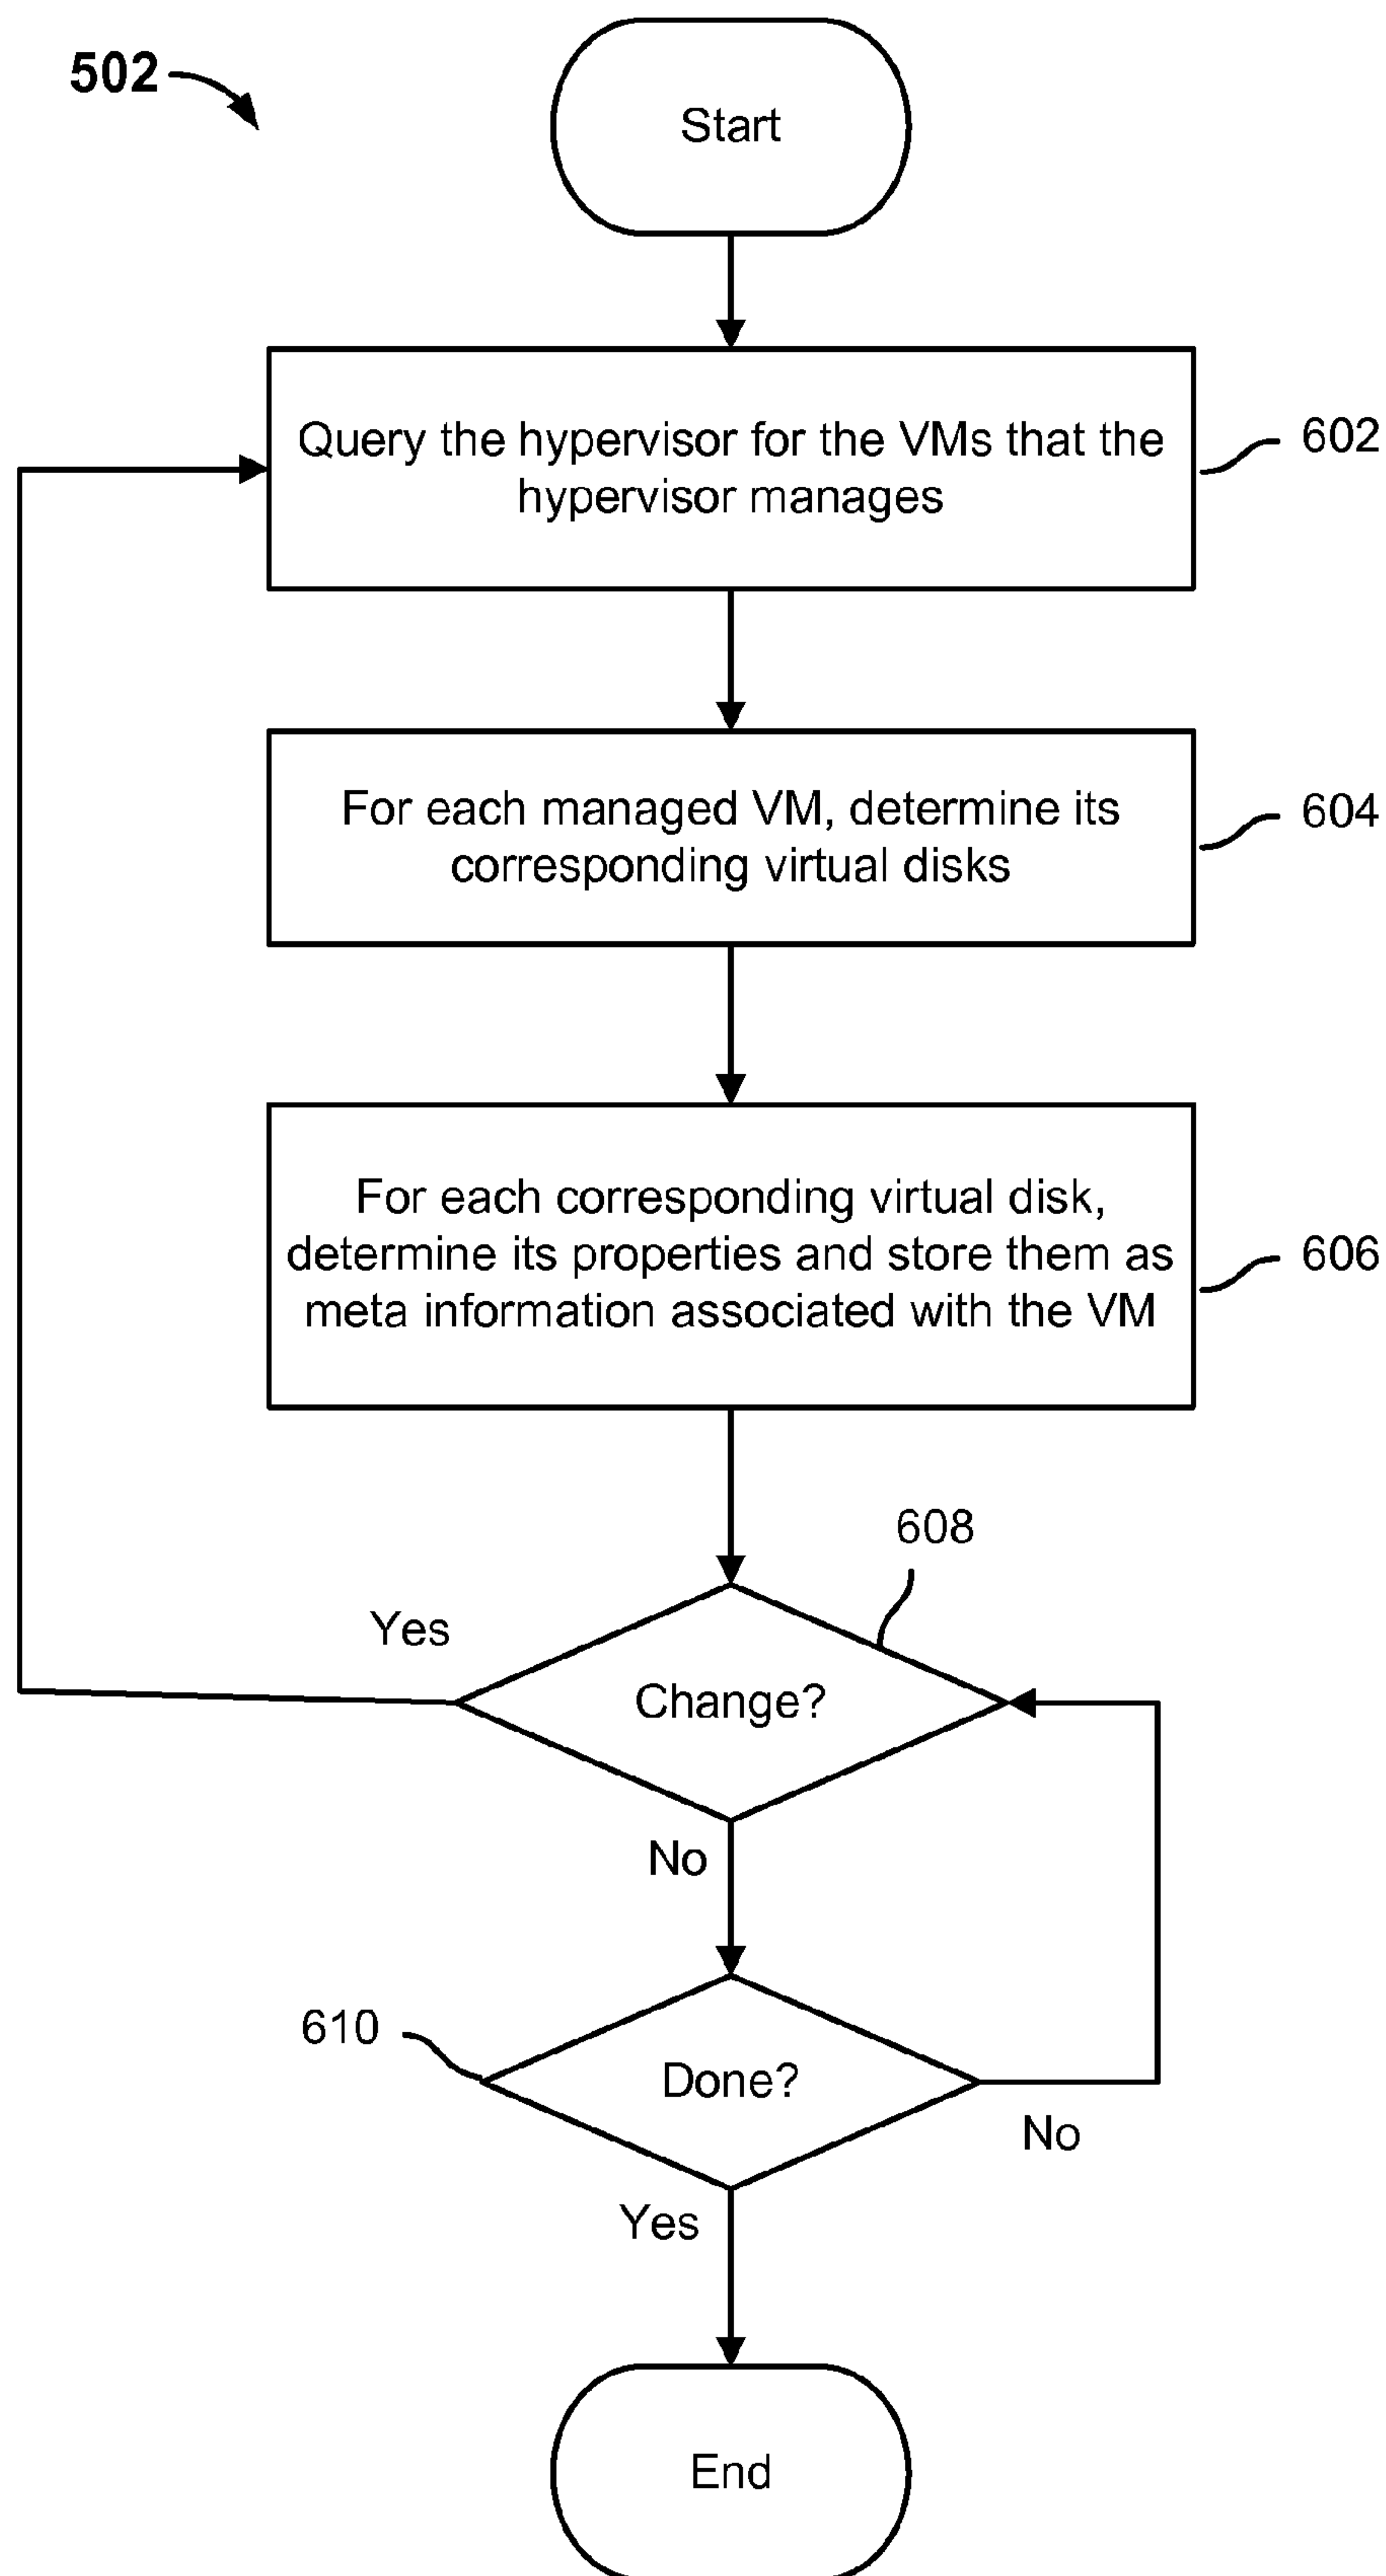 502
Start
Query the hypervisor for the VMs that the
hypervisor manages
602
For each managed VM, determine its
corresponding virtual disks
604
For each corresponding virtual disk,
determine its properties and store them as
meta information associated with the VM
606
608
Yes
Change?
No
610
Done?
No
Yes
End